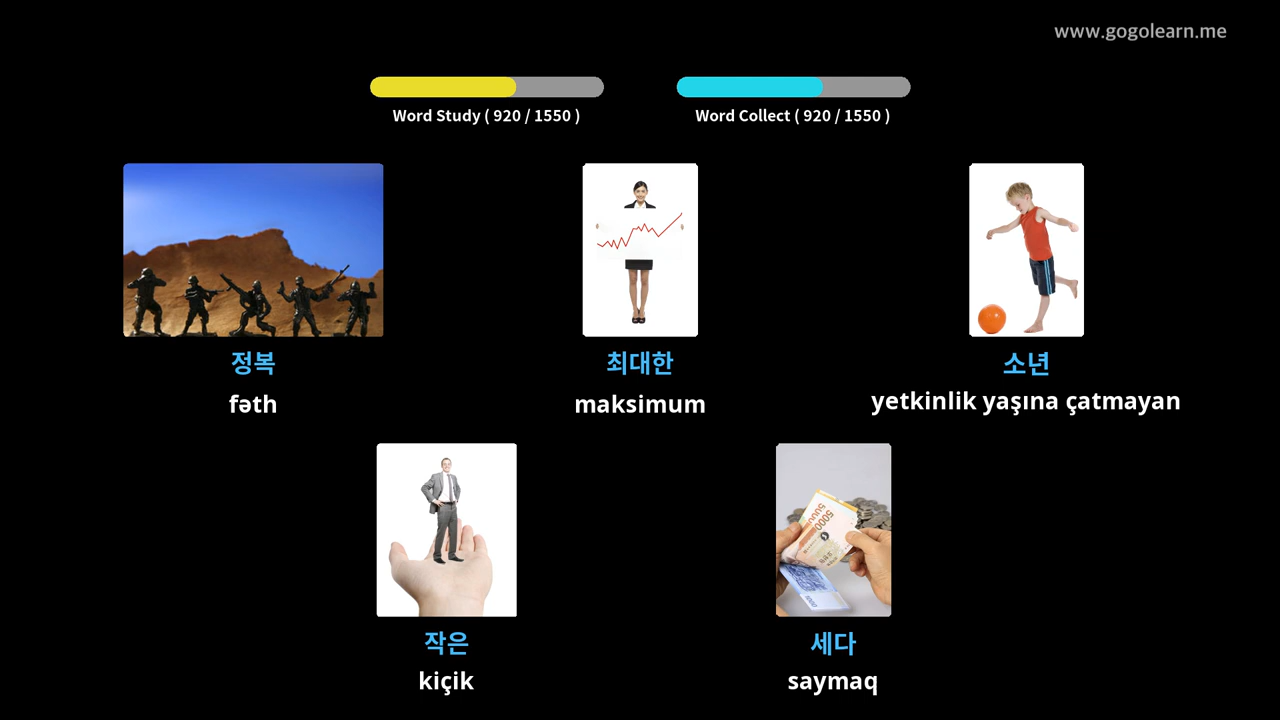 www.gogolearn.me
Word Study ( 920 / 1550 )
Word Collect ( 920 / 1550 )
정복
fəth
최대한
maksimum
소년
yetkinlik yaşına çatmayan
5000
작은
kiçik
세다
saymaq